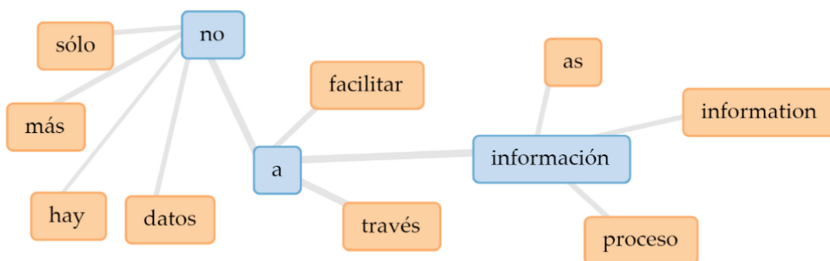 no
sólo
as
facilitar
más
information
información
a
hay
datos
través
proceso